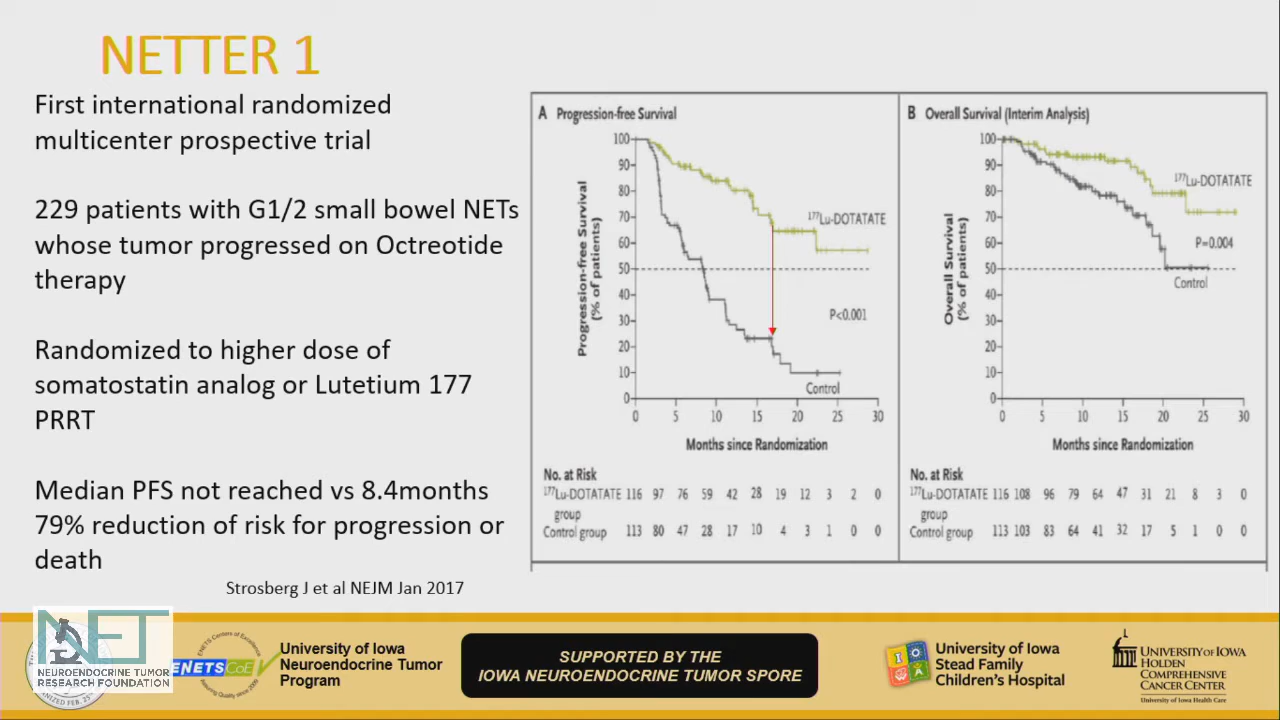 NETTER 1
First international randomized
multicenter prospective trial
229 patients with G1/2 small bowel NETs
whose tumor progressed on Octreotide
therapy
Randomized to higher dose of
somatostatin analog or Lutetium 177
PRRT
Median PFS not reached vs 8.4months
79% reduction of risk for progression or
death
Strosberg J et al NEJM Jan 2017
A Progression-free Survival
Progression-free Survival
(% of patients)
100
90
80
70
60
50
40
30
20
10
0
0 5 10 15 20 25 30
177Lu-DOTATATE
P<0.001
Control
Months since Randomization
No. at Risk
177Lu-DOTATATE 116 97 76 59 42 28 19 12 3 2 0
group
Control group 113 80 47 28 17 10 4 3 1 0 0
B Overall Survival (Interim Analysis)
Overall Survival
(% of patients)
100
90
80
70
60
50
40
30
20
10
0
0 5 10 15 20 25 30
177Lu-DOTATATE
P=0.004
Control
Months since Randomization
No. at Risk
177Lu-DOTATATE 116 108 96 79 64 47 31 21 8 3 0
group
Control group 113 103 83 64 41 32 17 5 1 0 0
NET
NEUROENDOCRINE TUMOR
RESEARCH FOUNDATION
ENETS Centers of Excellence
ENETS CoE
University of Iowa
Neuroendocrine Tumor
Program
SUPPORTED BY THE
IOWA NEUROENDOCRINE TUMOR SPORE
University of Iowa
Stead Family
Children's Hospital
UNIVERSITY OF IOWA
HOLDEN
COMPREHENSIVE
CANCER CENTER
University of Iowa Health Care